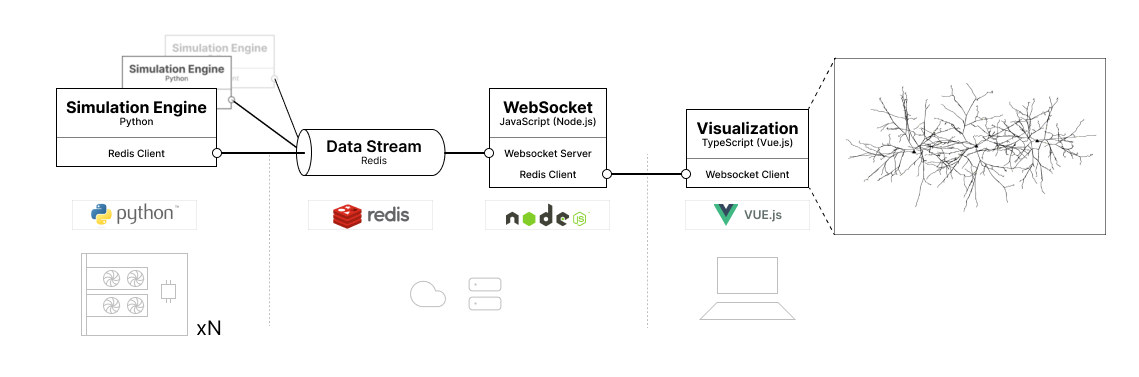 Simulation Engine
Simulation Engine
Python
Simulation Engine
Python
Redis Client
Data Stream
Redis
WebSocket
JavaScript (Node.js)
Websocket Server
Redis Client
Visualization
TypeScript (Vue.js)
Websocket Client
python™
redis
node
JS
VUE.js
xN